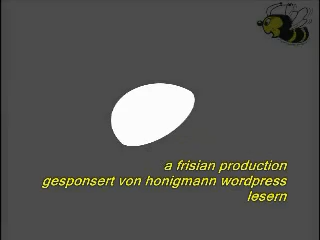 a frisian production
gesponsert von honigmann wordpress
lesern